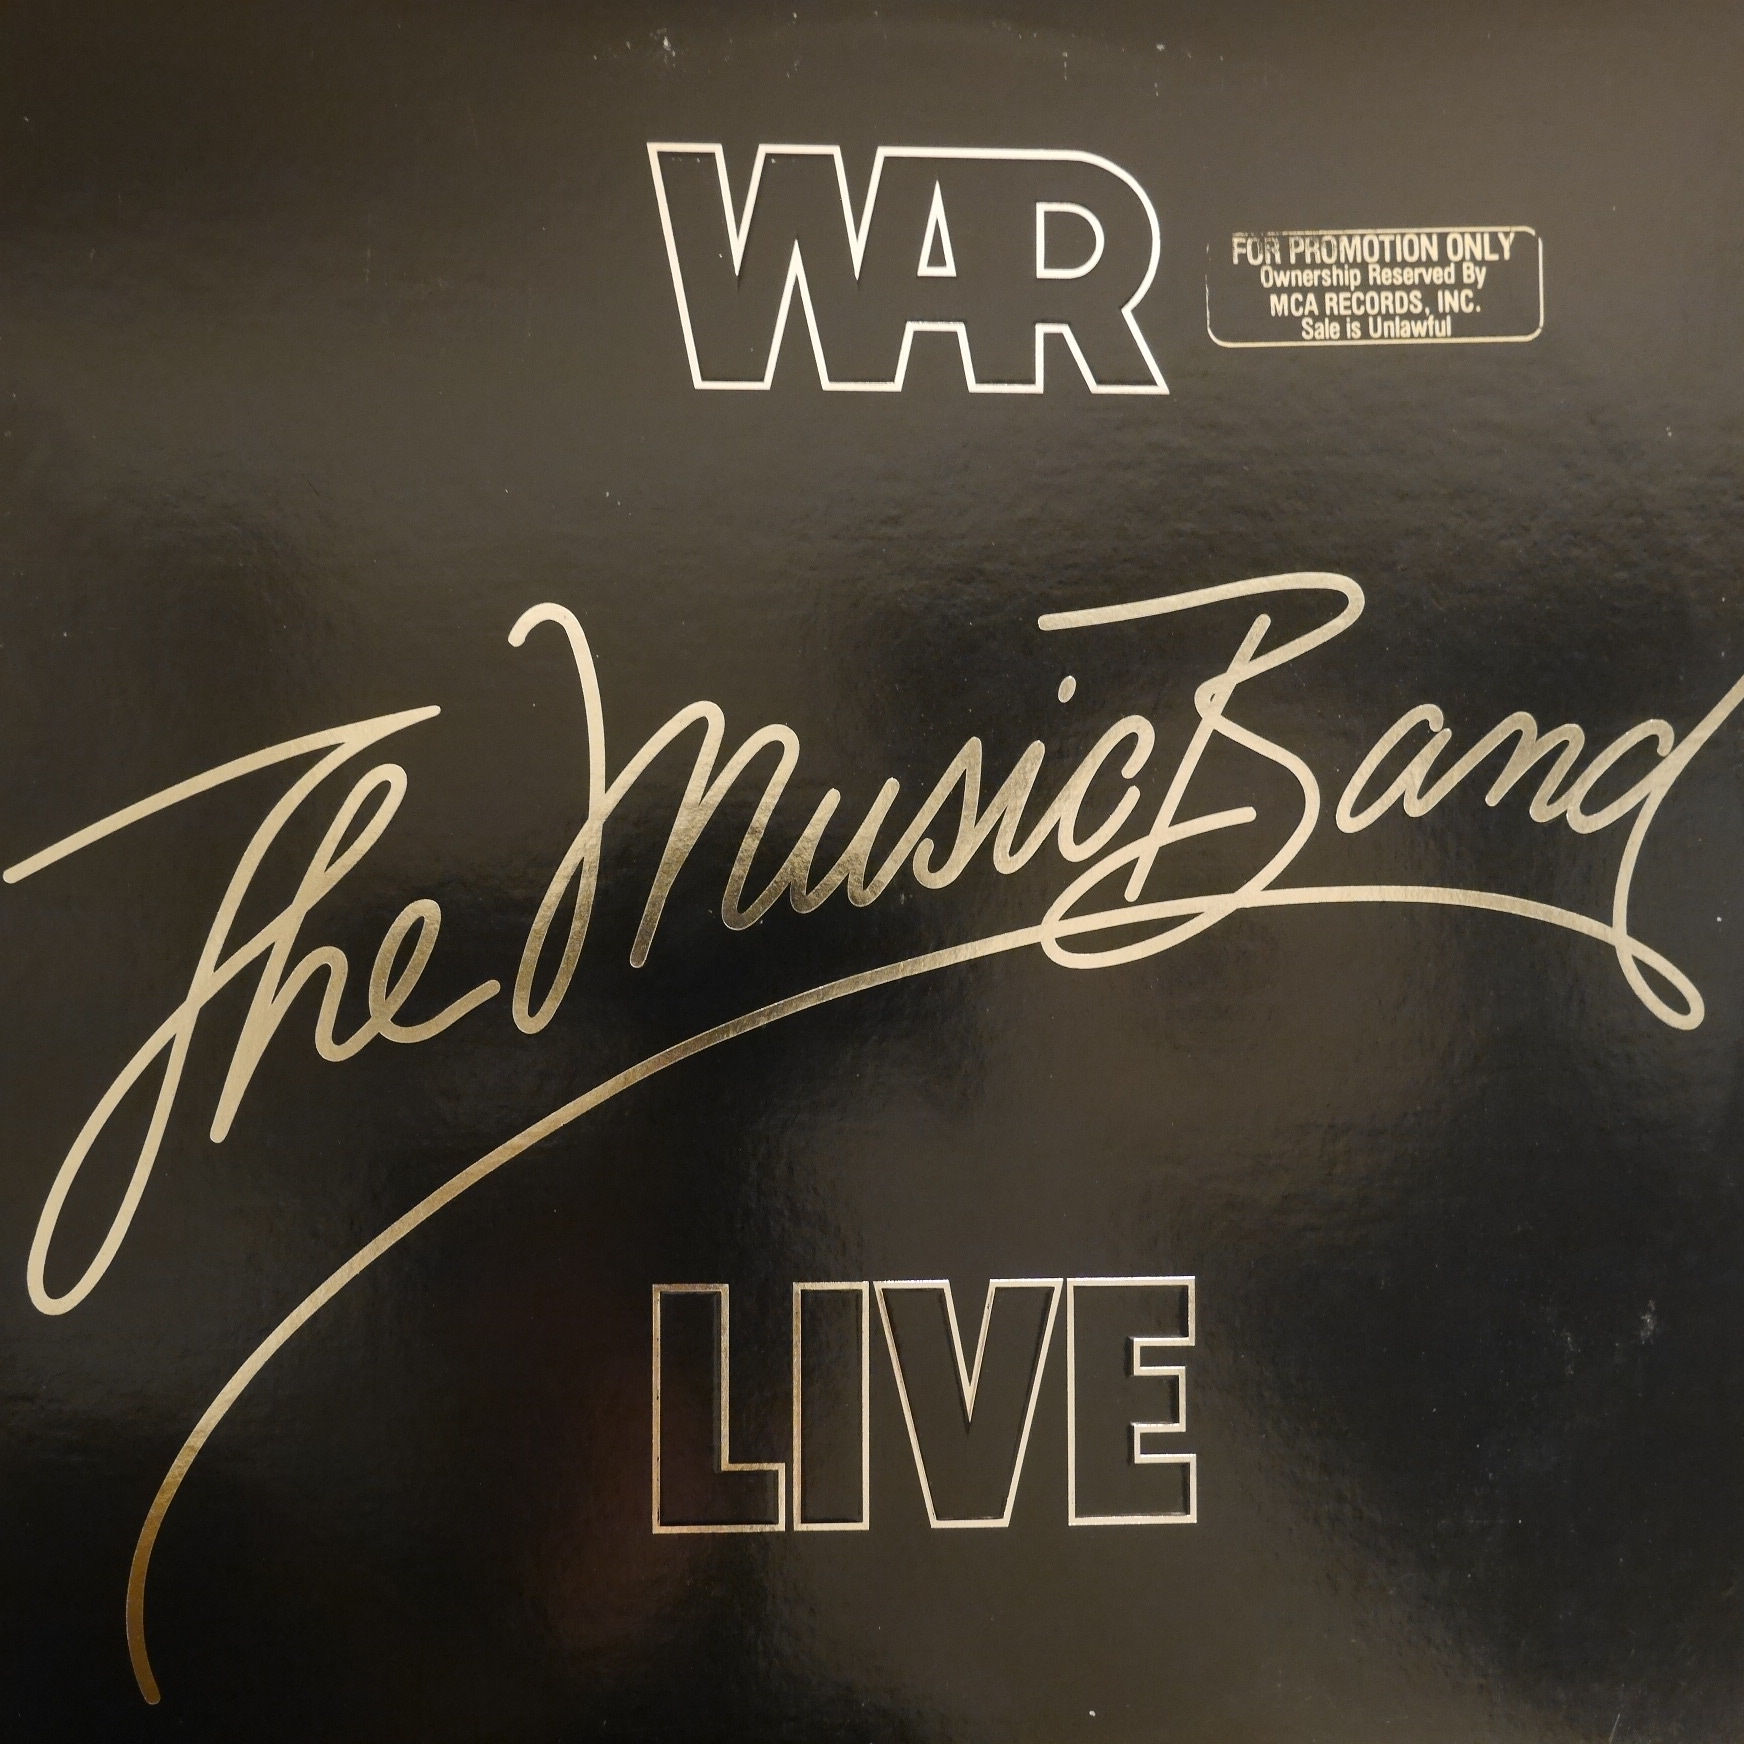 WAR
FOR PROMOTION ONLY
Ownership Reserved By
MCA RECORDS, INC.
Sale is Unlawful
The Music Band
LIVE